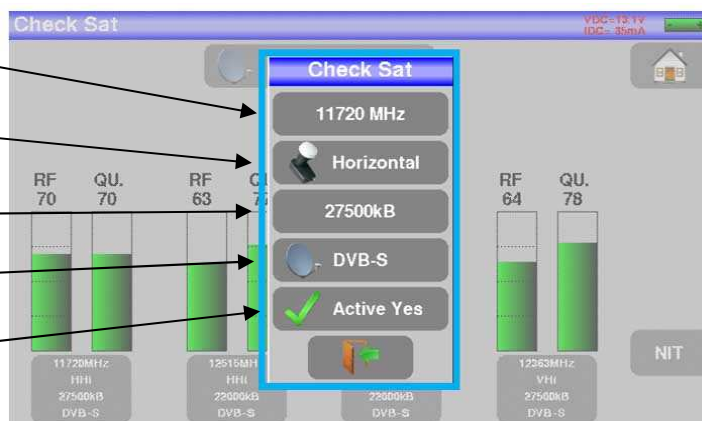 Check Sat
VDC=13.1V
IDC= 35mA
Check Sat
11720 MHz
Horizontal
27500kB
DVB-S
Active Yes
RF QU.
70 70
RF
63
RF QU.
64 78
NIT
11720MHz
HHi
27500kB
DVB-S
HHi
22000kB
DVB-S
22000kB
DVB-S
12363MHz
VHi
27500kB
DVB-S